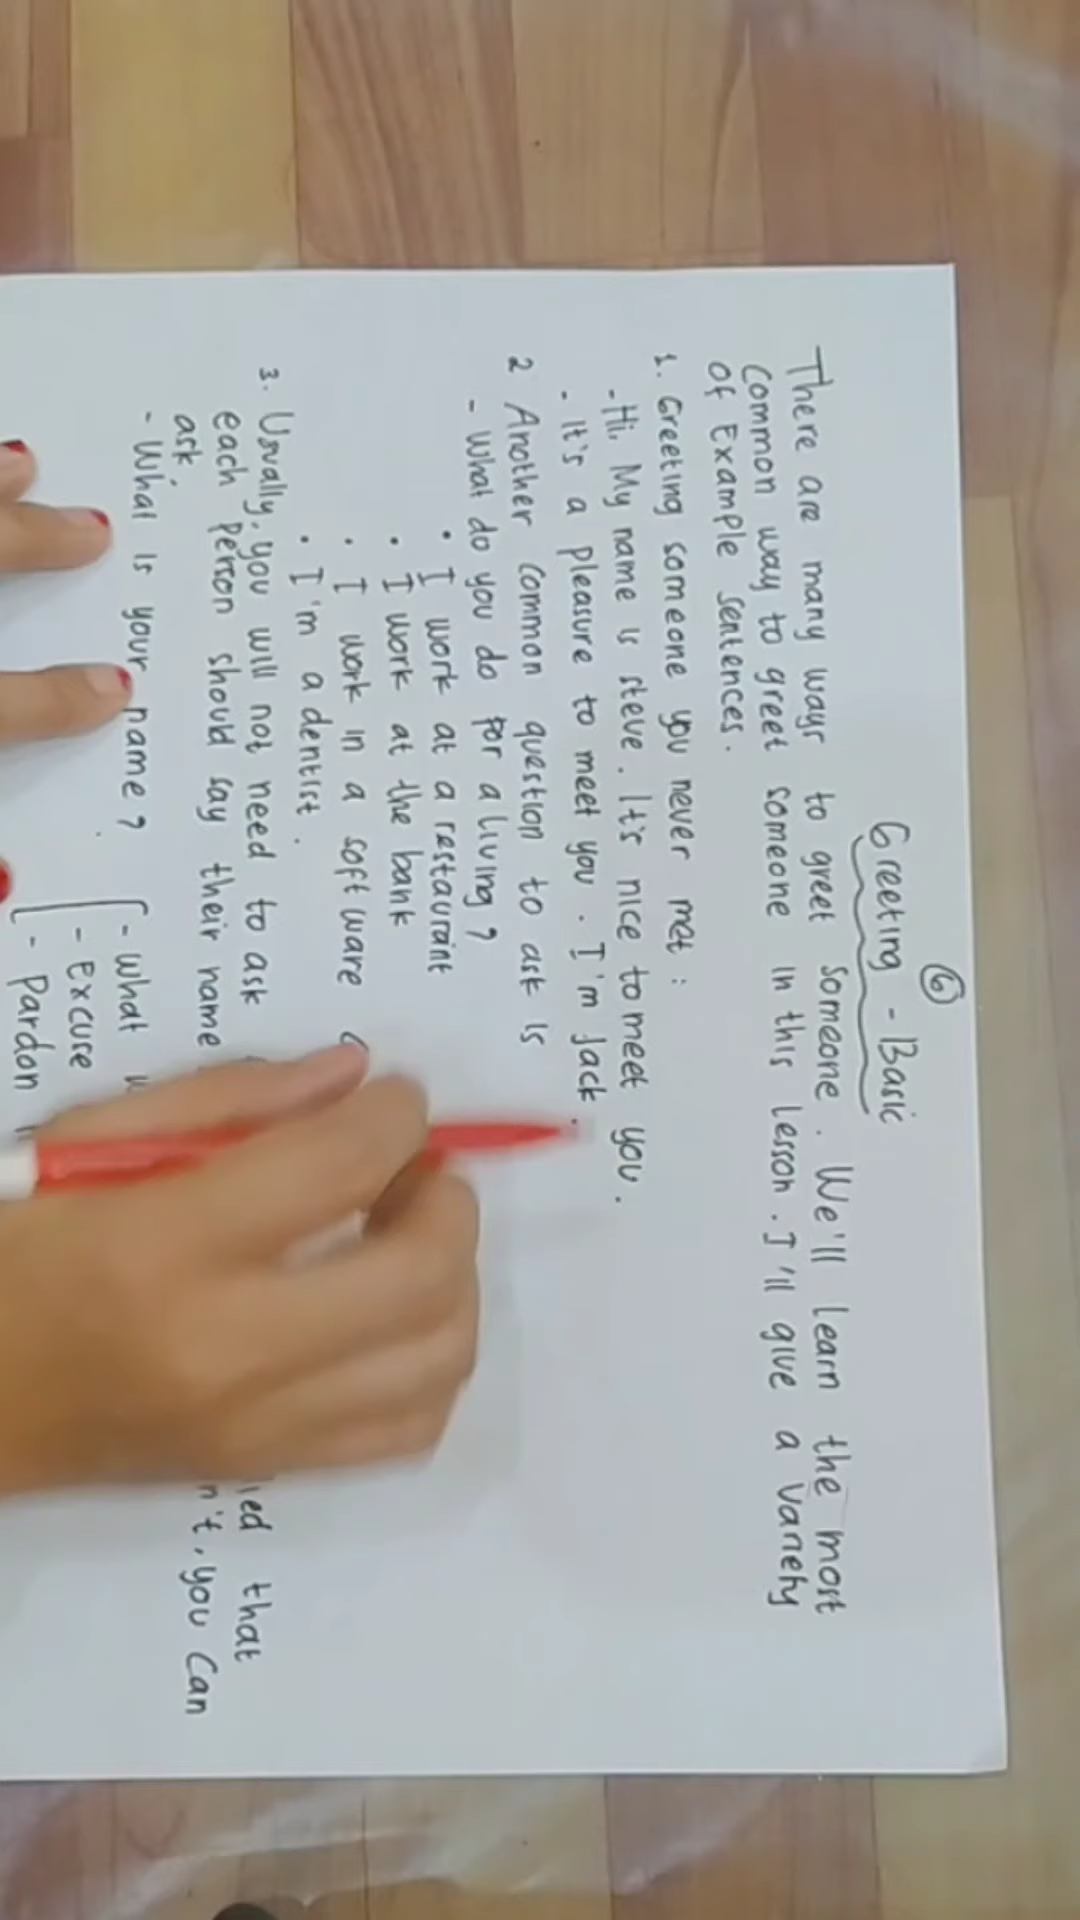 6
Greeting - Basic
There are many ways to greet someone. We'll learn the most
common way to greet someone in this lesson. I'll give a variety
of Example sentences.
1. Greeting someone you never met:
- Hi. My name is steve. It's nice to meet you.
. It's a pleasure to meet you. I'm Jack.
2 Another common question to ask is
- What do you do for a living?
• I work at a restaurant
• I work at the bank
• I work in a soft ware
• I'm a dentist.
3. Usually, you will not need to ask that
each person should say their name you can
ask,
- What is your name? - What
- Excuse
- Pardon